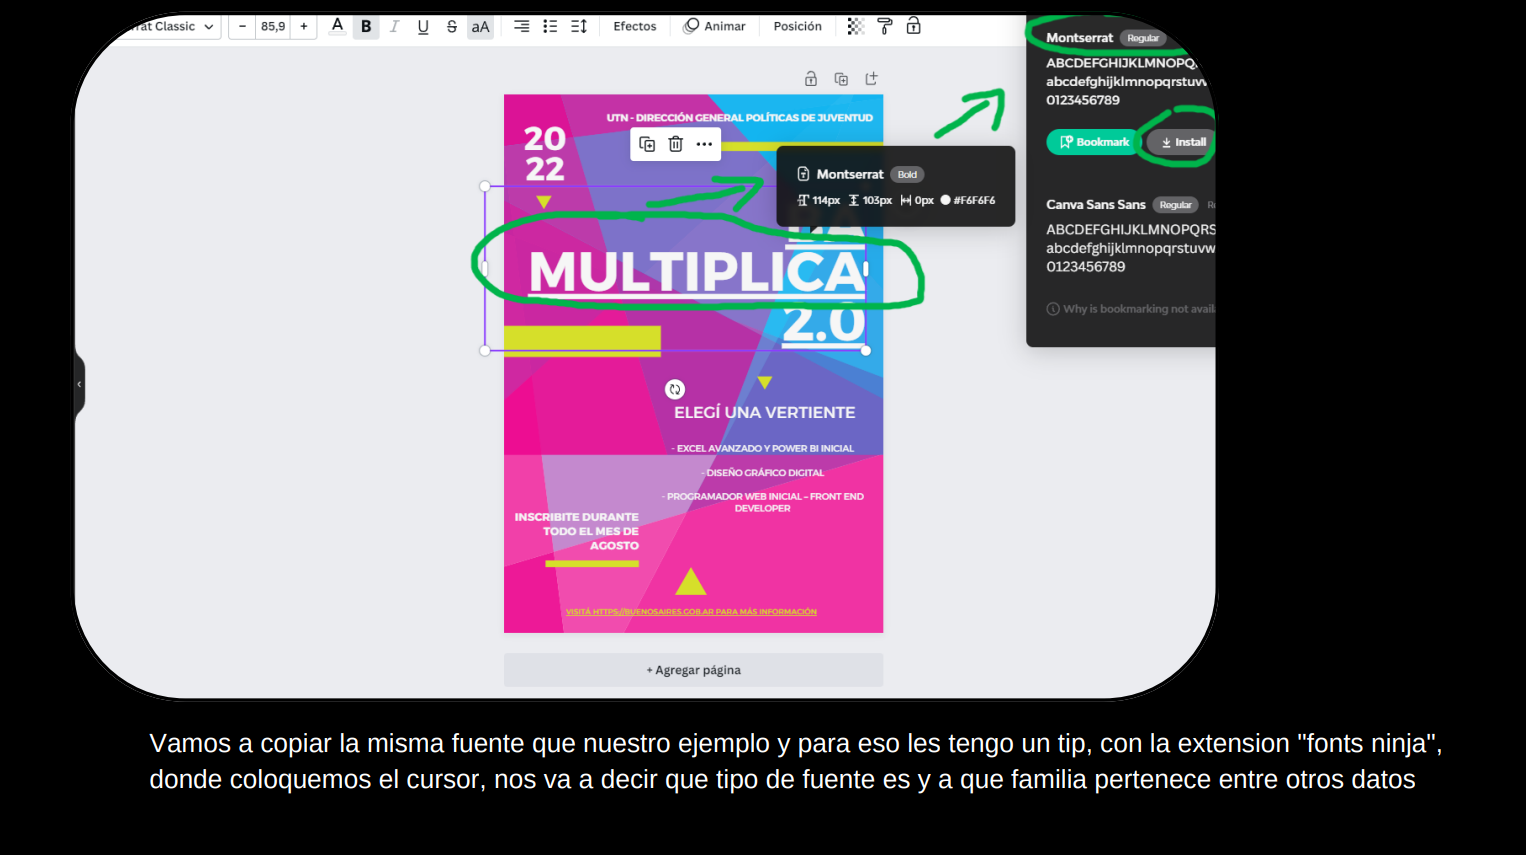 rat Classic
– 85,9 +
A B I U S aA
Efectos
Animar
Posición
Montserrat Regular
ABCDEFGHIJKLMNOPQ
abcdefghijklmnopqrstuvw
0123456789
Bookmark
Install
Canva Sans Sans Regular Re
ABCDEFGHIJKLMNOPQRS
abcdefghijklmnopqrstuvw
0123456789
Why is bookmarking not avail
UTN - DIRECCIÓN GENERAL POLÍTICAS DE JUVENTUD
20
22
Montserrat Bold
114px 103px 0px #F6F6F6
BA
MULTIPLICA
2.0
ELEGÍ UNA VERTIENTE
- EXCEL AVANZADO Y POWER BI INICIAL
- DISEÑO GRÁFICO DIGITAL
- PROGRAMADOR WEB INICIAL – FRONT END
DEVELOPER
INSCRIBITE DURANTE
TODO EL MES DE
AGOSTO
VISITÁ HTTPS://BUENOSAIRES.GOB.AR PARA MÁS INFORMACIÓN
+ Agregar página
Vamos a copiar la misma fuente que nuestro ejemplo y para eso les tengo un tip, con la extension "fonts ninja",
donde coloquemos el cursor, nos va a decir que tipo de fuente es y a que familia pertenece entre otros datos